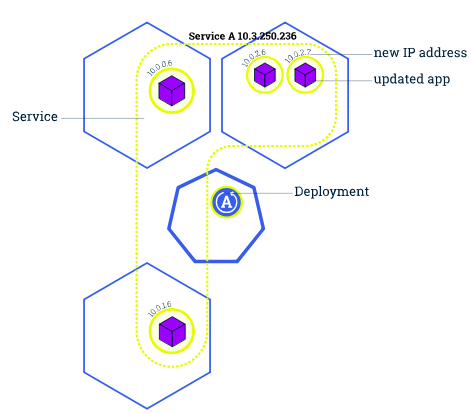 Service A 10.3.250.236
10.0.0.6
10.0.2.6
10.0.2.7
new IP address
updated app
Service
Deployment
A
10.0.1.6